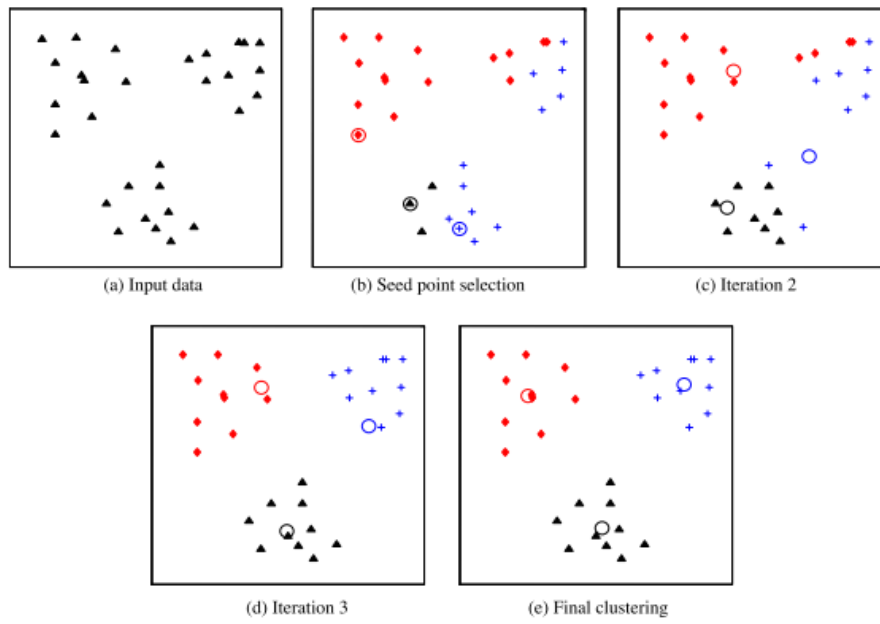 (a) Input data
(b) Seed point selection
(c) Iteration 2
(d) Iteration 3
(e) Final clustering